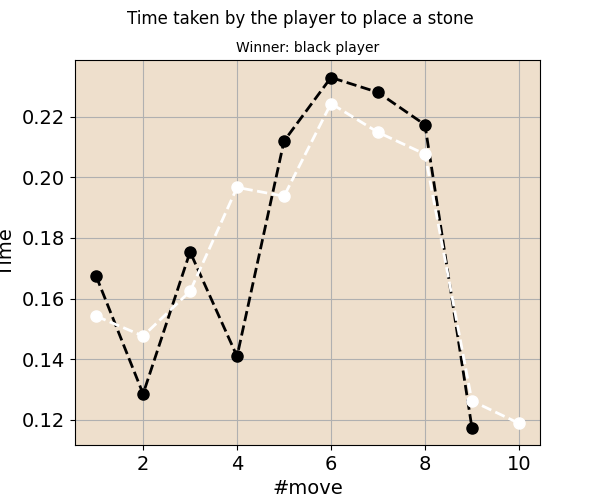 Time taken by the player to place a stone
Winner: black player
0.22
0.20
0.18
0.16
0.14
0.12
Time
2 4 6 8 10
#move